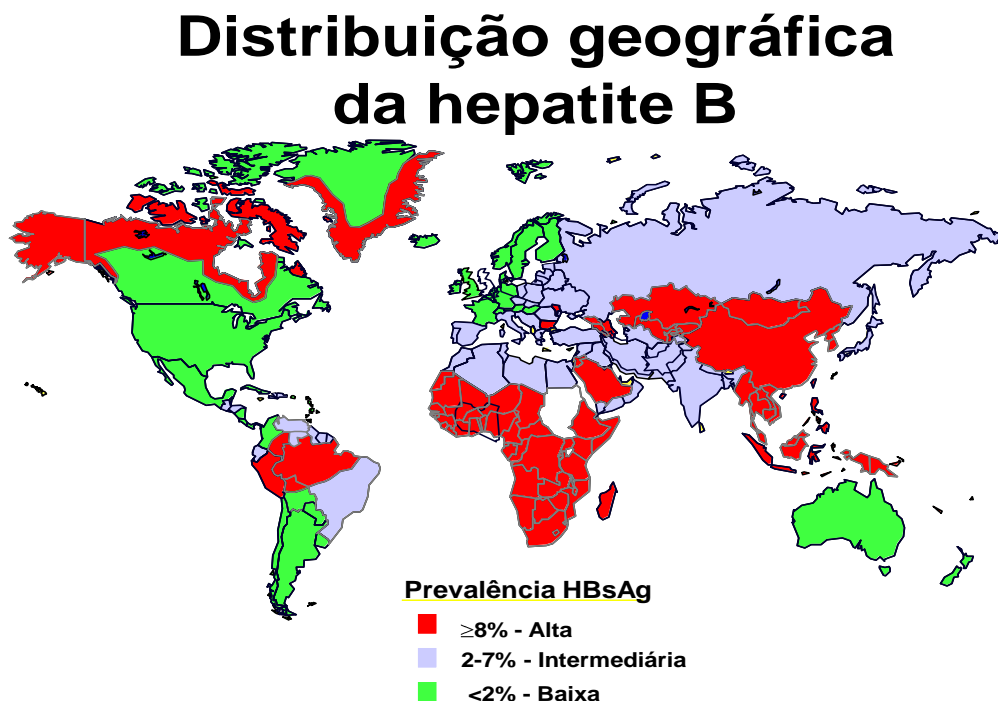 Distribuição geográfica
da hepatite B
Prevalência HBsAg
≥8% - Alta
2-7% - Intermediária
<2% - Baixa